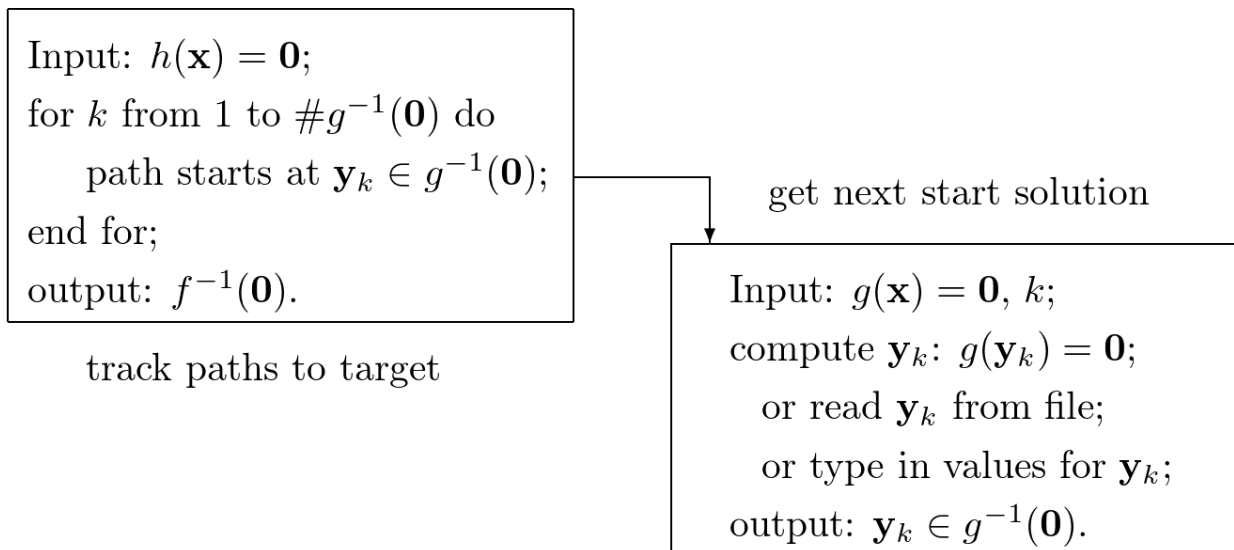 Input: h(𝐱) = 𝟎;
for k from 1 to #g⁻¹(𝟎) do
path starts at 𝐲ₖ ∈ g⁻¹(𝟎);
end for;
output: f⁻¹(𝟎).
track paths to target
get next start solution
Input: g(𝐱) = 𝟎, k;
compute 𝐲ₖ: g(𝐲ₖ) = 𝟎;
or read 𝐲ₖ from file;
or type in values for 𝐲ₖ;
output: 𝐲ₖ ∈ g⁻¹(𝟎).